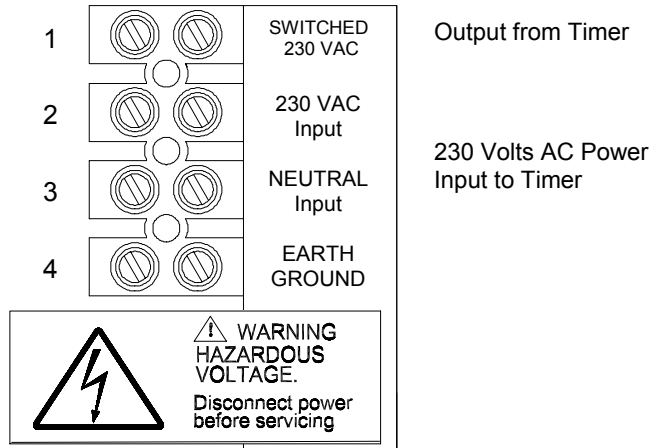 1
SWITCHED
230 VAC
Output from Timer
2
230 VAC
Input
230 Volts AC Power
Input to Timer
3
NEUTRAL
Input
4
EARTH
GROUND
WARNING
HAZARDOUS
VOLTAGE.
Disconnect power
before servicing